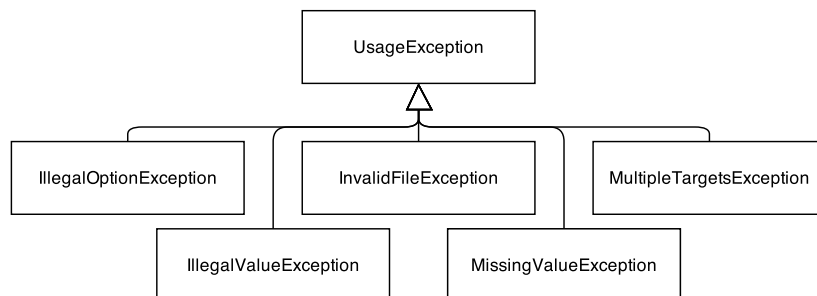 UsageException
IllegalOptionException
InvalidFileException
MultipleTargetsException
IllegalValueException
MissingValueException